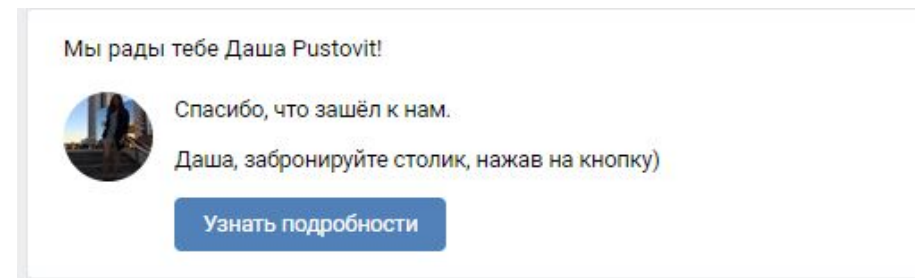 Мы рады тебе Даша Pustovit!
Спасибо, что зашёл к нам.
Даша, забронируйте столик, нажав на кнопку)
Узнать подробности